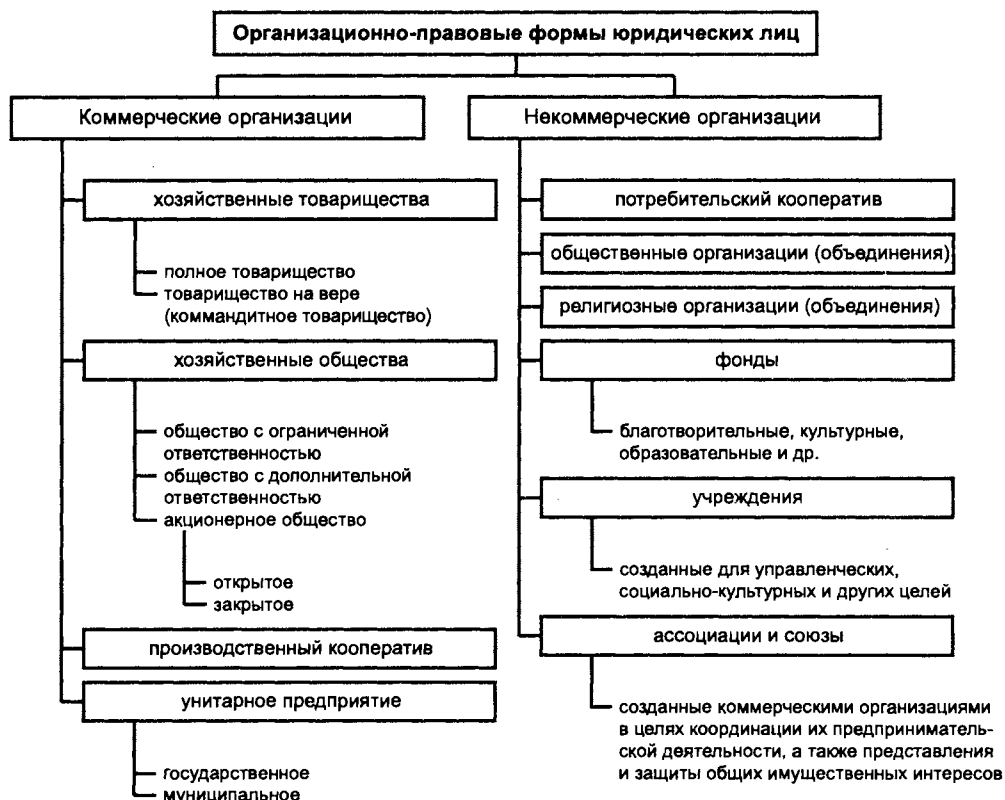 Организационно-правовые формы юридических лиц
Коммерческие организации
хозяйственные товарищества
полное товарищество
товарищество на вере
(коммандитное товарищество)
хозяйственные общества
общество с ограниченной
ответственностью
общество с дополнительной
ответственностью
акционерное общество
открытое
закрытое
производственный кооператив
унитарное предприятие
государственное
муниципальное
Некоммерческие организации
потребительский кооператив
общественные организации (объединения)
религиозные организации (объединения)
фонды
благотворительные, культурные,
образовательные и др.
учреждения
созданные для управленческих,
социально-культурных и других целей
ассоциации и союзы
созданные коммерческими организациями
в целях координации их предприниматель-
ской деятельности, а также представления
и защиты общих имущественных интересов